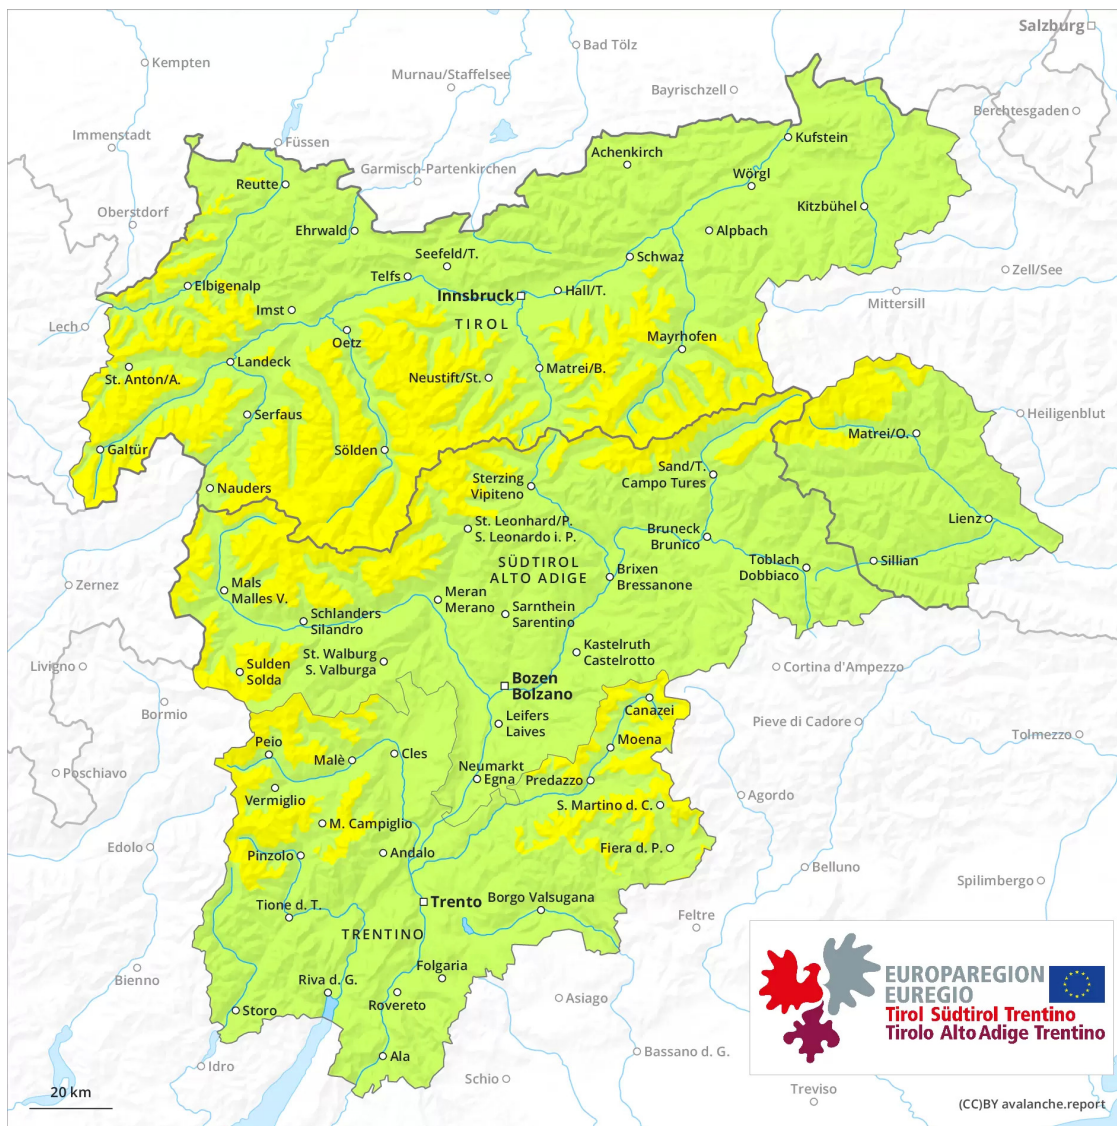 Salzburg
Bad Tölz
Kempten
Murnau/Staffelsee
Bayrischzell
Berchtesgaden
Immenstadt
Füssen
Kufstein
Achenkirch
Garmisch-Partenkirchen
Wörgl
Reutte
Oberstdorf
Kitzbühel
Ehrwald
Alpbach
Seefeld/T.
Schwaz
Telfs
Zell/See
Elbigenalp
Hall/T.
Innsbruck
Mittersill
Imst
TIROL
Lech
Oetz
Mayrhofen
Landeck
Matrei/B.
St. Anton/A.
Neustift/St.
Serfaus
Heiligenblut
Matrei/O.
Galtür
Sölden
Sand/T.
Campo Tures
Sterzing
Vipiteno
Nauders
Lienz
St. Leonhard/P.
S. Leonardo i. P.
Bruneck
Brunico
SÜDTIROL
ALTO ADIGE
Toblach
Dobbiaco
Sillian
Brixen
Bressanone
Zernez
Mals
Malles V.
Meran
Merano
Sarnthein
Sarentino
Schlanders
Silandro
Kastelruth
Castelrotto
St. Walburg
S. Valburga
Livigno
Sulden
Solda
Cortina d'Ampezzo
Bozen
Bolzano
Canazei
Bormio
Leifers
Laives
Pieve di Cadore
Tolmezzo
Moena
Peio
Cles
Malè
Poschiavo
Neumarkt
Egna
Predazzo
Vermiglio
Agordo
S. Martino d. C.
M. Campiglio
Edolo
Pinzolo
Andalo
Fiera d. P.
Belluno
Spilimbergo
Borgo Valsugana
Trento
Tione d. T.
Feltre
TRENTINO
Folgaria
Bienno
Riva d. G.
Rovereto
Asiago
Storo
EUROPAREGION
EUREGIO
Tirol Südtirol Trentino
Tirolo Alto Adige Trentino
Ala
Bassano d. G.
Idro
Schio
Treviso
20 km
(CC)BY avalanche.report